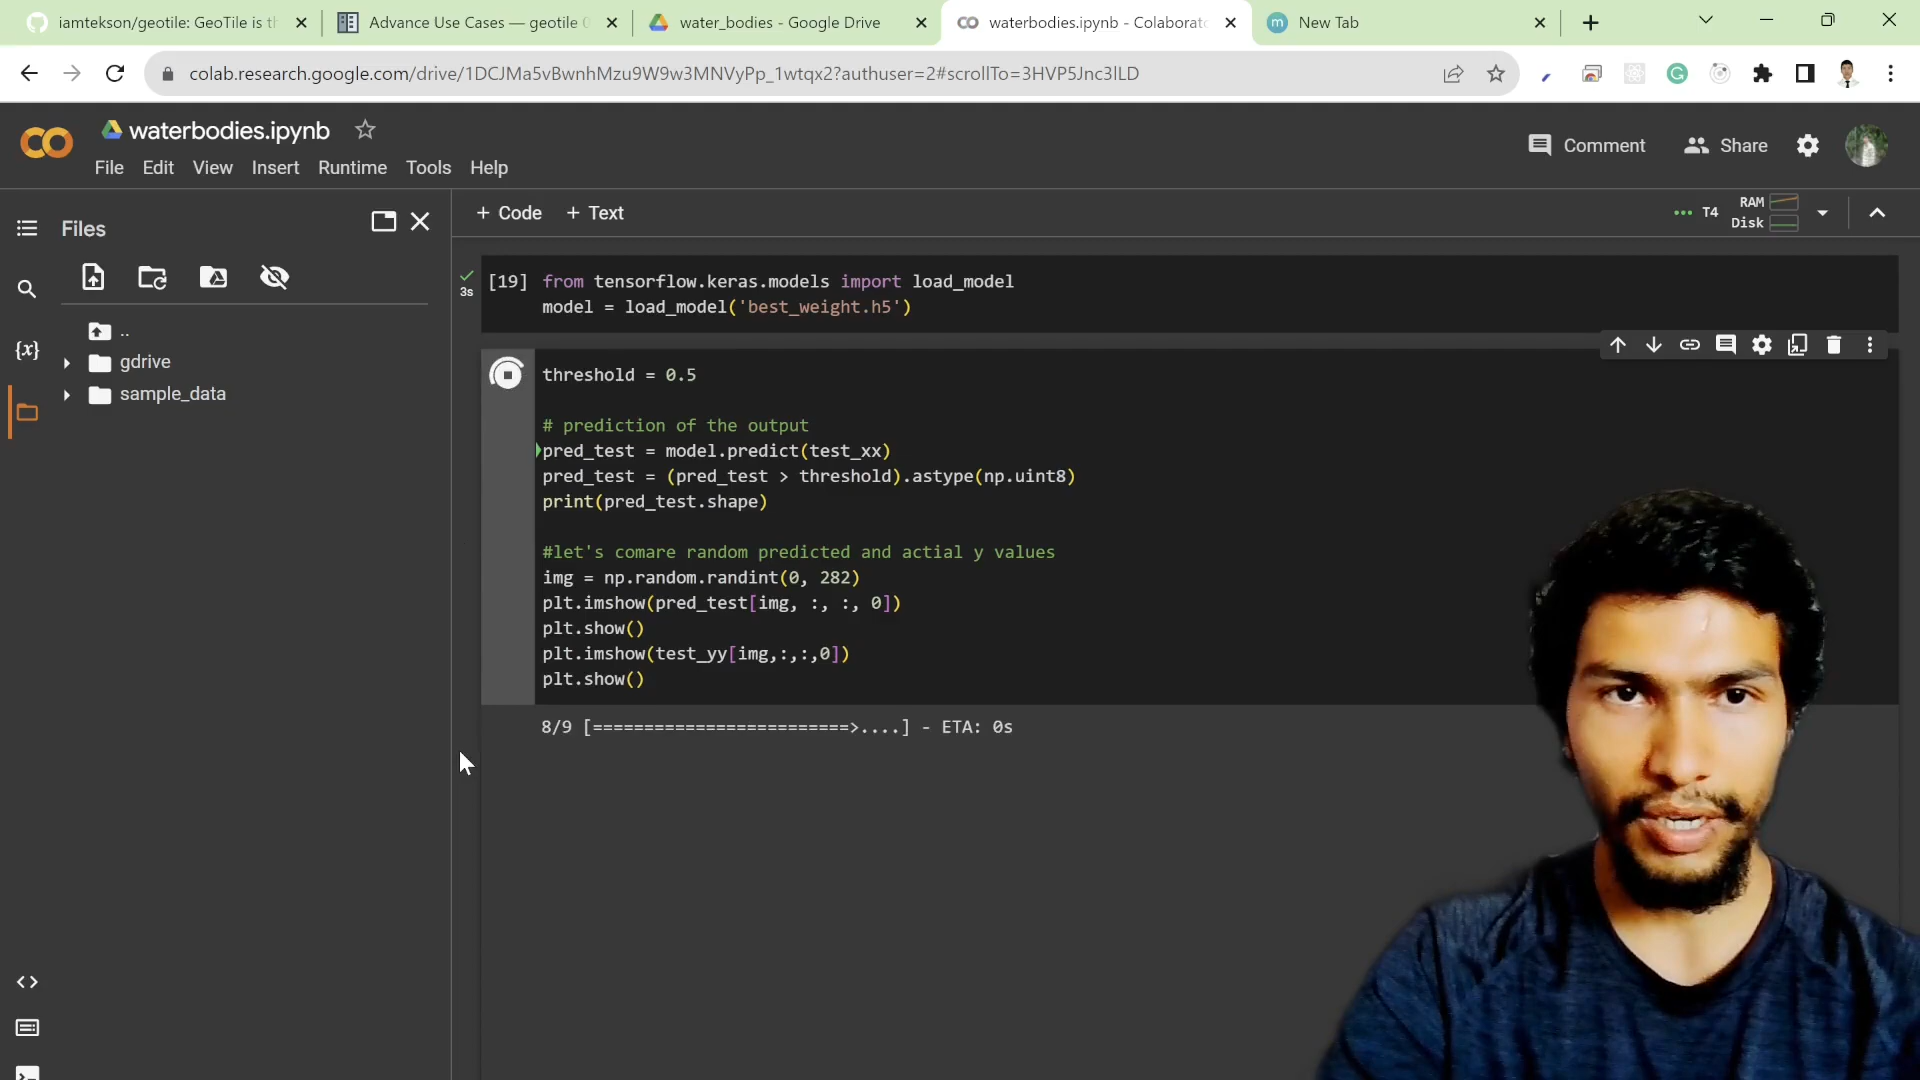 iamtekson/geotile: GeoTile is th
Advance Use Cases — geotile 0
water_bodies - Google Drive
waterbodies.ipynb - Colaborato
New Tab
colab.research.google.com/drive/1DCJMa5vBwnhMzu9W9w3MNVyPp_1wtqx2?authuser=2#scrollTo=3HVP5Jnc3lLD
waterbodies.ipynb
Comment
Share
File Edit View Insert Runtime Tools Help
Files
+ Code + Text
T4
RAM
Disk
..
gdrive
sample_data
{x}
3s
[19] from tensorflow.keras.models import load_model
model = load_model('best_weight.h5')
threshold = 0.5
# prediction of the output
pred_test = model.predict(test_xx)
pred_test = (pred_test > threshold).astype(np.uint8)
print(pred_test.shape)
#let's comare random predicted and actial y values
img = np.random.randint(0, 282)
plt.imshow(pred_test[img, :, :, 0])
plt.show()
plt.imshow(test_yy[img,:,:,0])
plt.show()
8/9 [=========================>....] - ETA: 0s